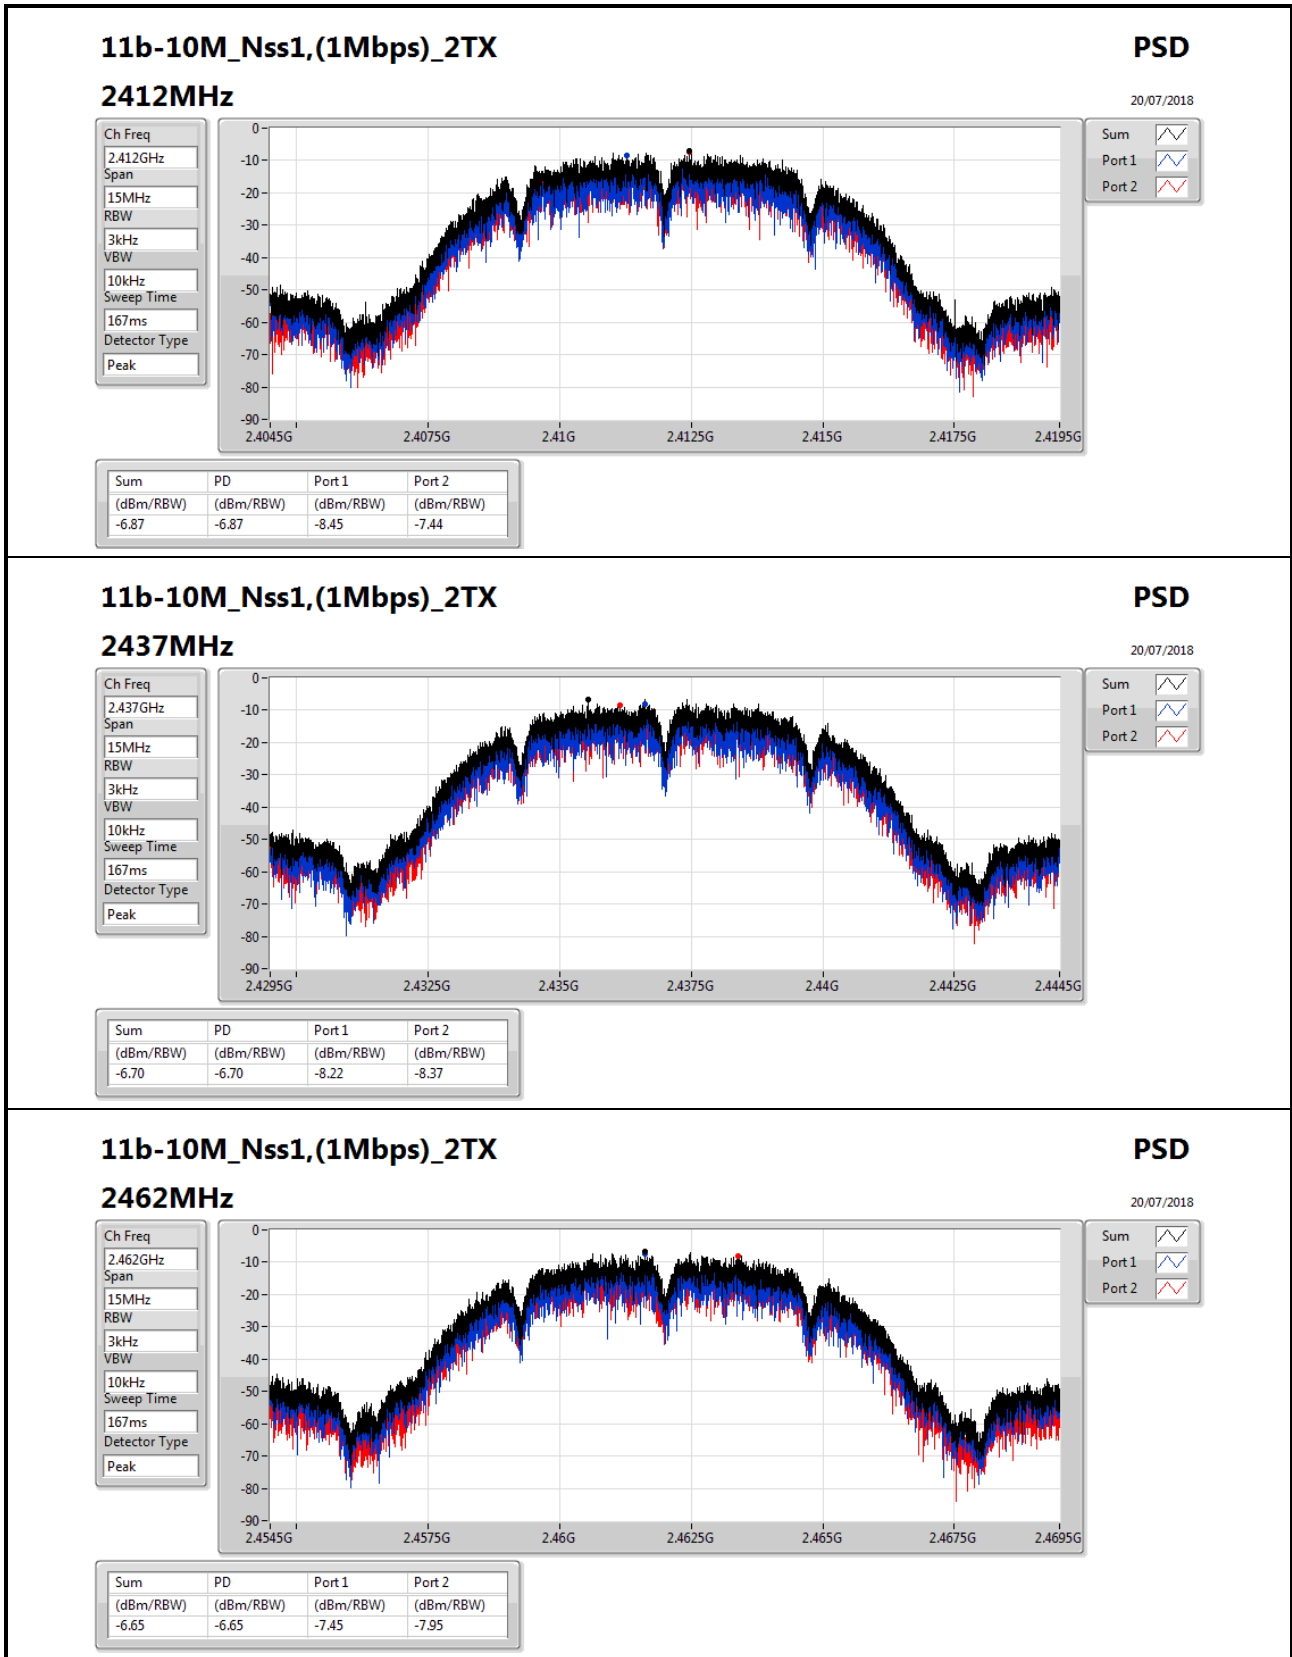 11b-10M_Nss1,(1Mbps)_2TX PSD
2412MHz 20/07/2018
Ch Freq
2.412GHz
Span
15MHz
RBW
3kHz
VBW
10kHz
Sweep Time
167ms
Detector Type
Peak
0
-10
-20
-30
-40
-50
-60
-70
-80
-90
2.4045G 2.4075G 2.41G 2.4125G 2.415G 2.4175G 2.4195G
Sum
Port 1
Port 2
Sum PD Port 1 Port 2
(dBm/RBW) (dBm/RBW) (dBm/RBW) (dBm/RBW)
-6.87 -6.87 -8.45 -7.44
11b-10M_Nss1,(1Mbps)_2TX PSD
2437MHz 20/07/2018
Ch Freq
2.437GHz
Span
15MHz
RBW
3kHz
VBW
10kHz
Sweep Time
167ms
Detector Type
Peak
0
-10
-20
-30
-40
-50
-60
-70
-80
-90
2.4295G 2.4325G 2.435G 2.4375G 2.44G 2.4425G 2.4445G
Sum
Port 1
Port 2
Sum PD Port 1 Port 2
(dBm/RBW) (dBm/RBW) (dBm/RBW) (dBm/RBW)
-6.70 -6.70 -8.22 -8.37
11b-10M_Nss1,(1Mbps)_2TX PSD
2462MHz 20/07/2018
Ch Freq
2.462GHz
Span
15MHz
RBW
3kHz
VBW
10kHz
Sweep Time
167ms
Detector Type
Peak
0
-10
-20
-30
-40
-50
-60
-70
-80
-90
2.4545G 2.4575G 2.46G 2.4625G 2.465G 2.4675G 2.4695G
Sum
Port 1
Port 2
Sum PD Port 1 Port 2
(dBm/RBW) (dBm/RBW) (dBm/RBW) (dBm/RBW)
-6.65 -6.65 -7.45 -7.95